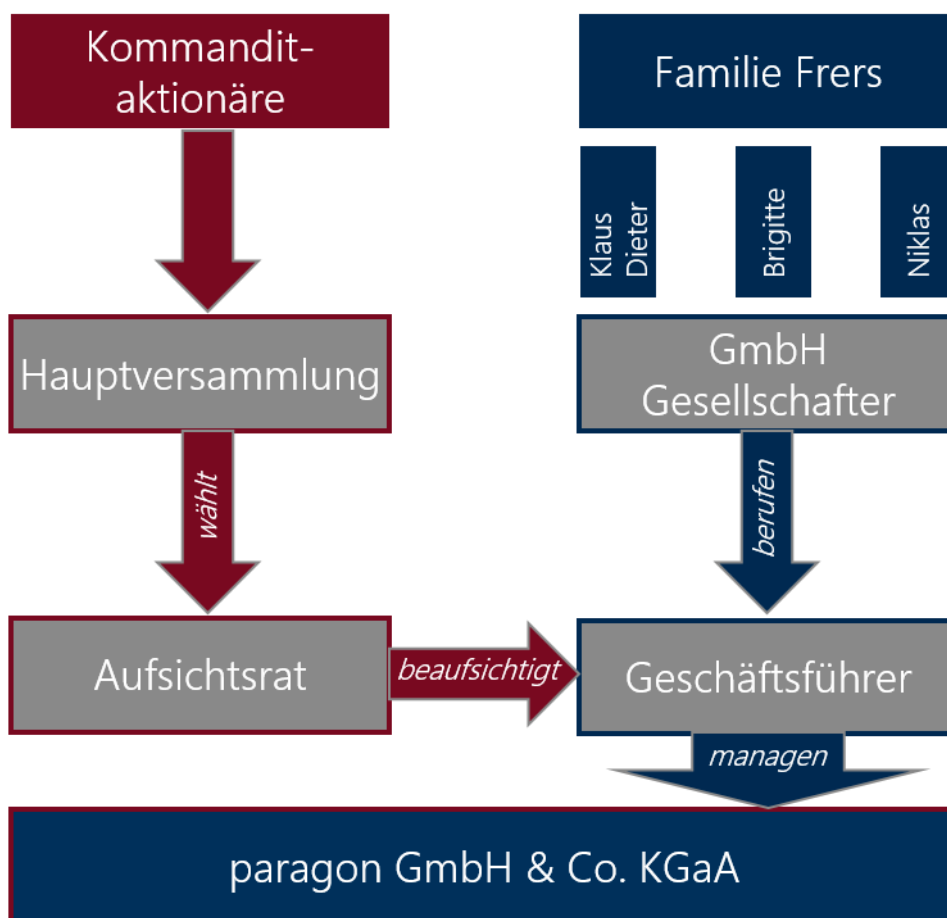 Kommandit-
aktionäre
Familie Frers
Klaus
Dieter
Brigitte
Niklas
Hauptversammlung
GmbH
Gesellschafter
wählt
berufen
Aufsichtsrat
beaufsichtigt
Geschäftsführer
managen
paragon GmbH & Co. KGaA